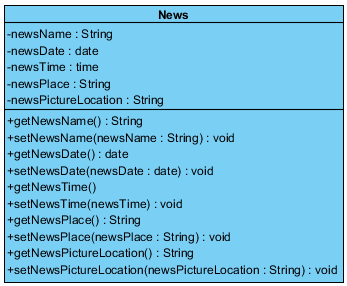 News
-newsName : String
-newsDate : date
-newsTime : time
-newsPlace : String
-newsPictureLocation : String
+getNewsName() : String
+setNewsName(newsName : String) : void
+getNewsDate() : date
+setNewsDate(newsDate : date) : void
+getNewsTime()
+setNewsTime(newsTime) : void
+getNewsPlace() : String
+setNewsPlace(newsPlace : String) : void
+getNewsPictureLocation() : String
+setNewsPictureLocation(newsPictureLocation : String) : void